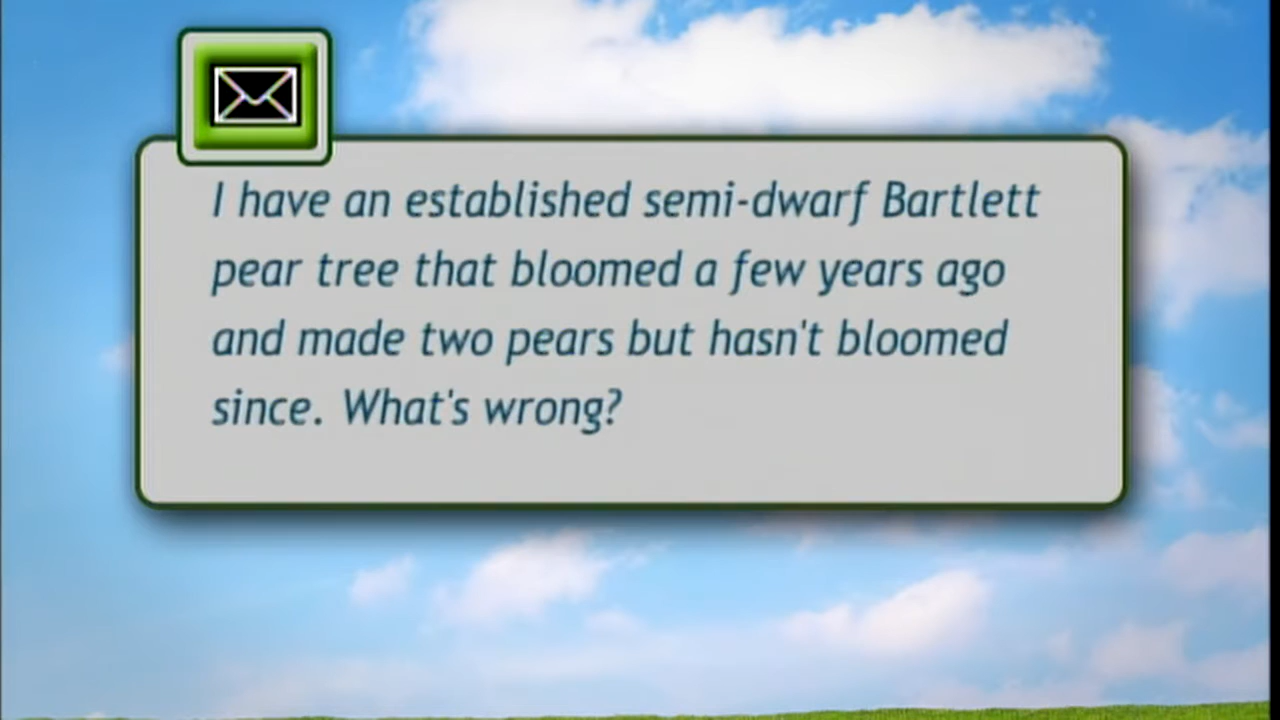 I have an established semi-dwarf Bartlett
pear tree that bloomed a few years ago
and made two pears but hasn't bloomed
since. What's wrong?